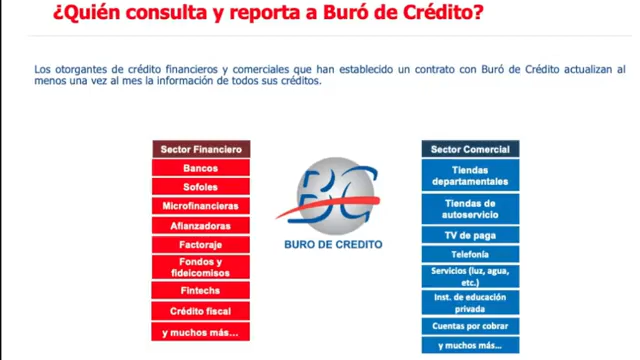 ¿Quién consulta y reporta a Buró de Crédito?
Los otorgantes de crédito financieros y comerciales que han establecido un contrato con Buró de Crédito actualizan al
menos una vez al mes la información de todos sus créditos.
Sector Financiero
Bancos
Sofoles
Microfinancieras
Afianzadoras
Factoraje
Fondos y
fideicomisos
Fintechs
Crédito fiscal
y muchos más...
BC
BURO DE CREDITO
Sector Comercial
Tiendas
departamentales
Tiendas de
autoservicio
TV de paga
Telefonía
Servicios (luz, agua,
etc.)
Inst. de educación
privada
Cuentas por cobrar
y muchos más...